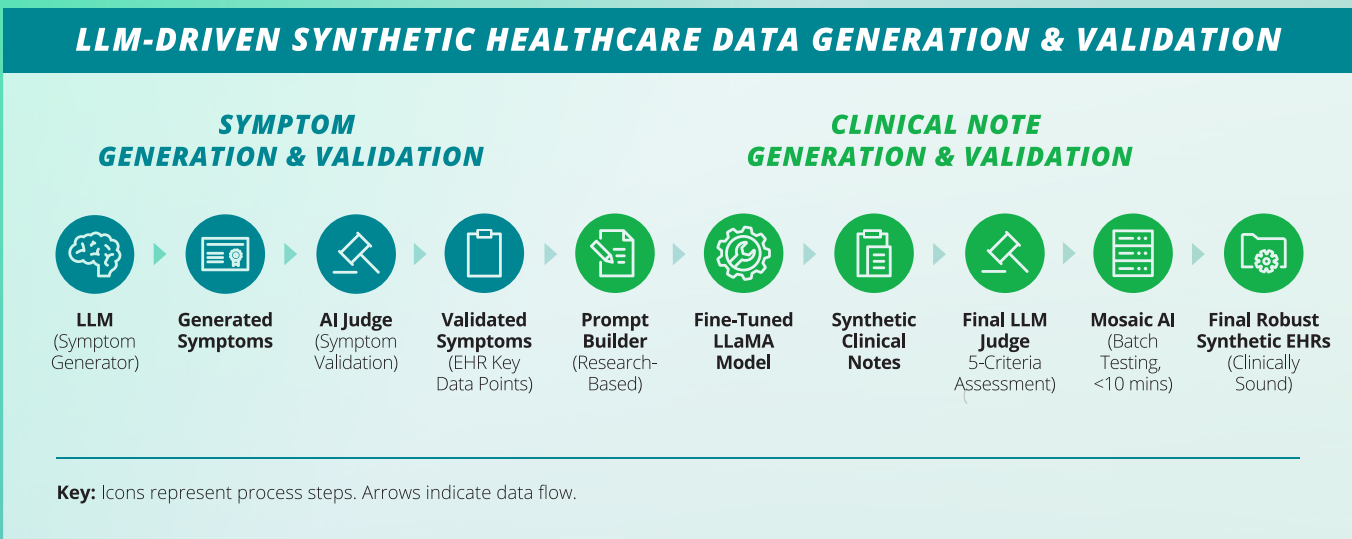 LLM-DRIVEN SYNTHETIC HEALTHCARE DATA GENERATION & VALIDATION
SYMPTOM
GENERATION & VALIDATION
CLINICAL NOTE
GENERATION & VALIDATION
LLM
(Symptom
Generator)
Generated
Symptoms
AI Judge
(Symptom
Validation)
Validated
Symptoms
(EHR Key
Data Points)
Prompt
Builder
(Research-
Based)
Fine-Tuned
LLaMA
Model
Synthetic
Clinical
Notes
Final LLM
Judge
5-Criteria
Assessment)
(
Mosaic AI
(Batch
Testing,
<10 mins)
Final Robust
Synthetic EHRs
(Clinically
Sound)
Key: Icons represent process steps. Arrows indicate data flow.